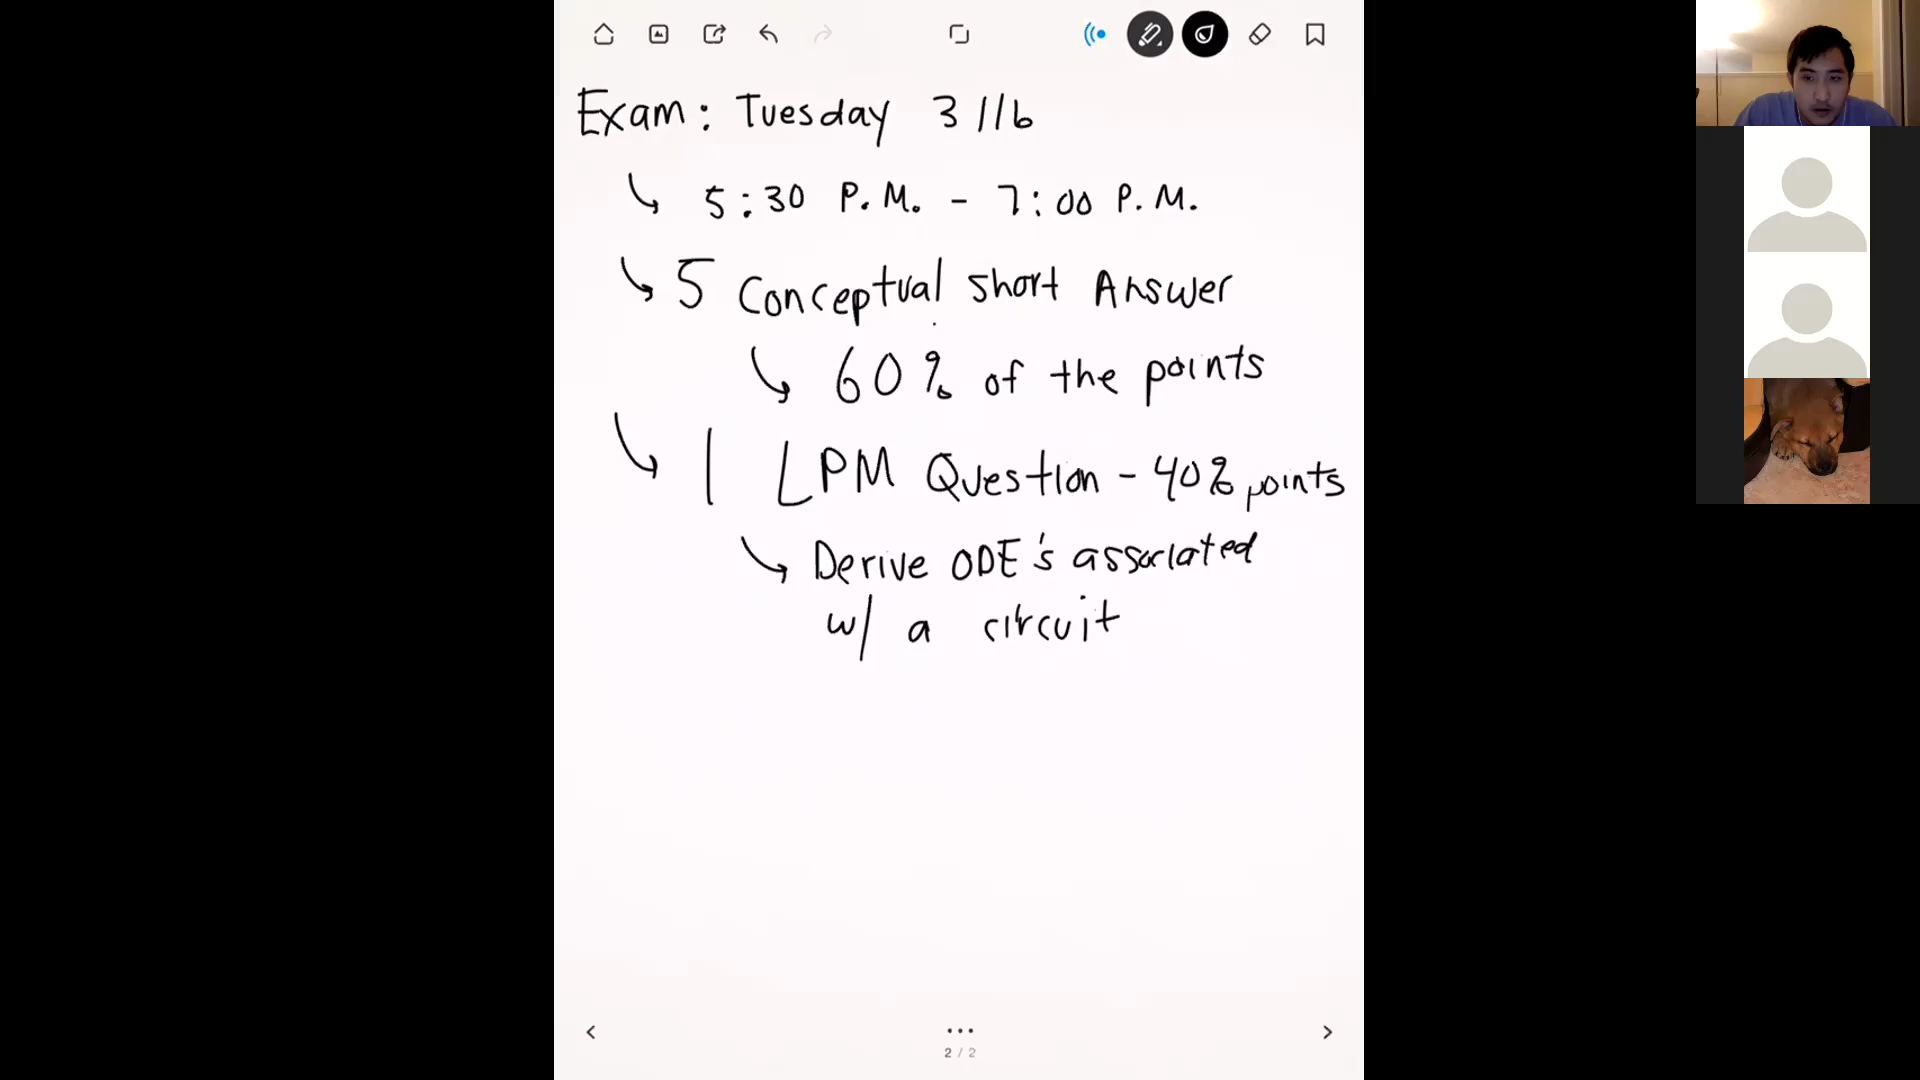 Exam: Tuesday 3/16
5:30 P.M. - 7:00 P.M.
5 Conceptual short Answer
60% of the points
1 LPM Question - 40% points
Derive ODE's associated
w/ a circuit
2 / 2